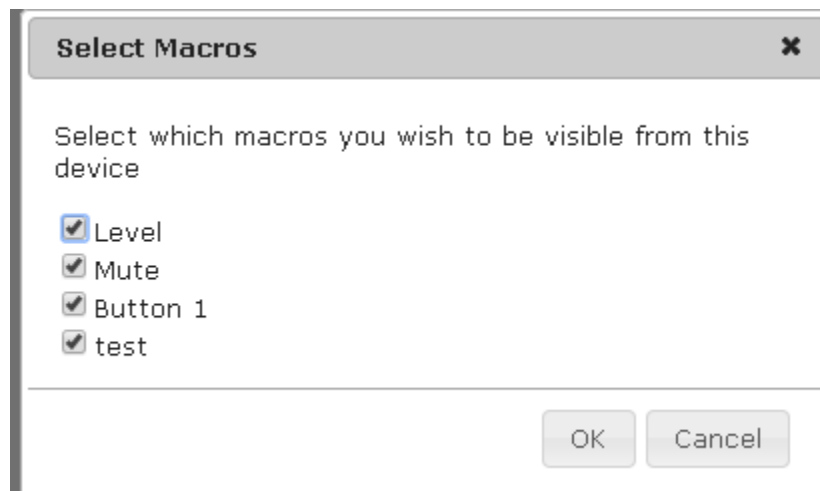 Select Macros
Select which macros you wish to be visible from this
device
Level
Mute
Button 1
test
OK Cancel